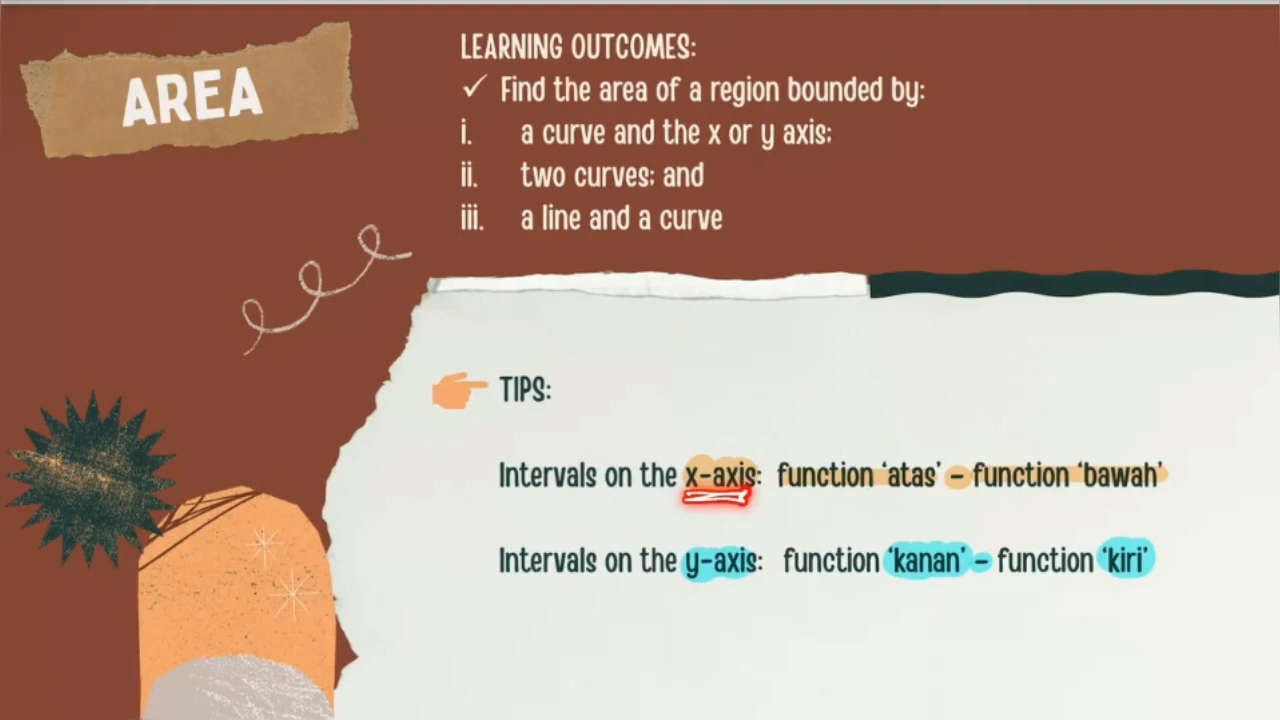 AREA
LEARNING OUTCOMES:
✓ Find the area of a region bounded by:
i. a curve and the x or y axis;
ii. two curves; and
iii. a line and a curve
TIPS:
Intervals on the x-axis: function ‘atas’ – function ‘bawah’
Intervals on the y-axis: function ‘kanan’ – function ‘kiri’